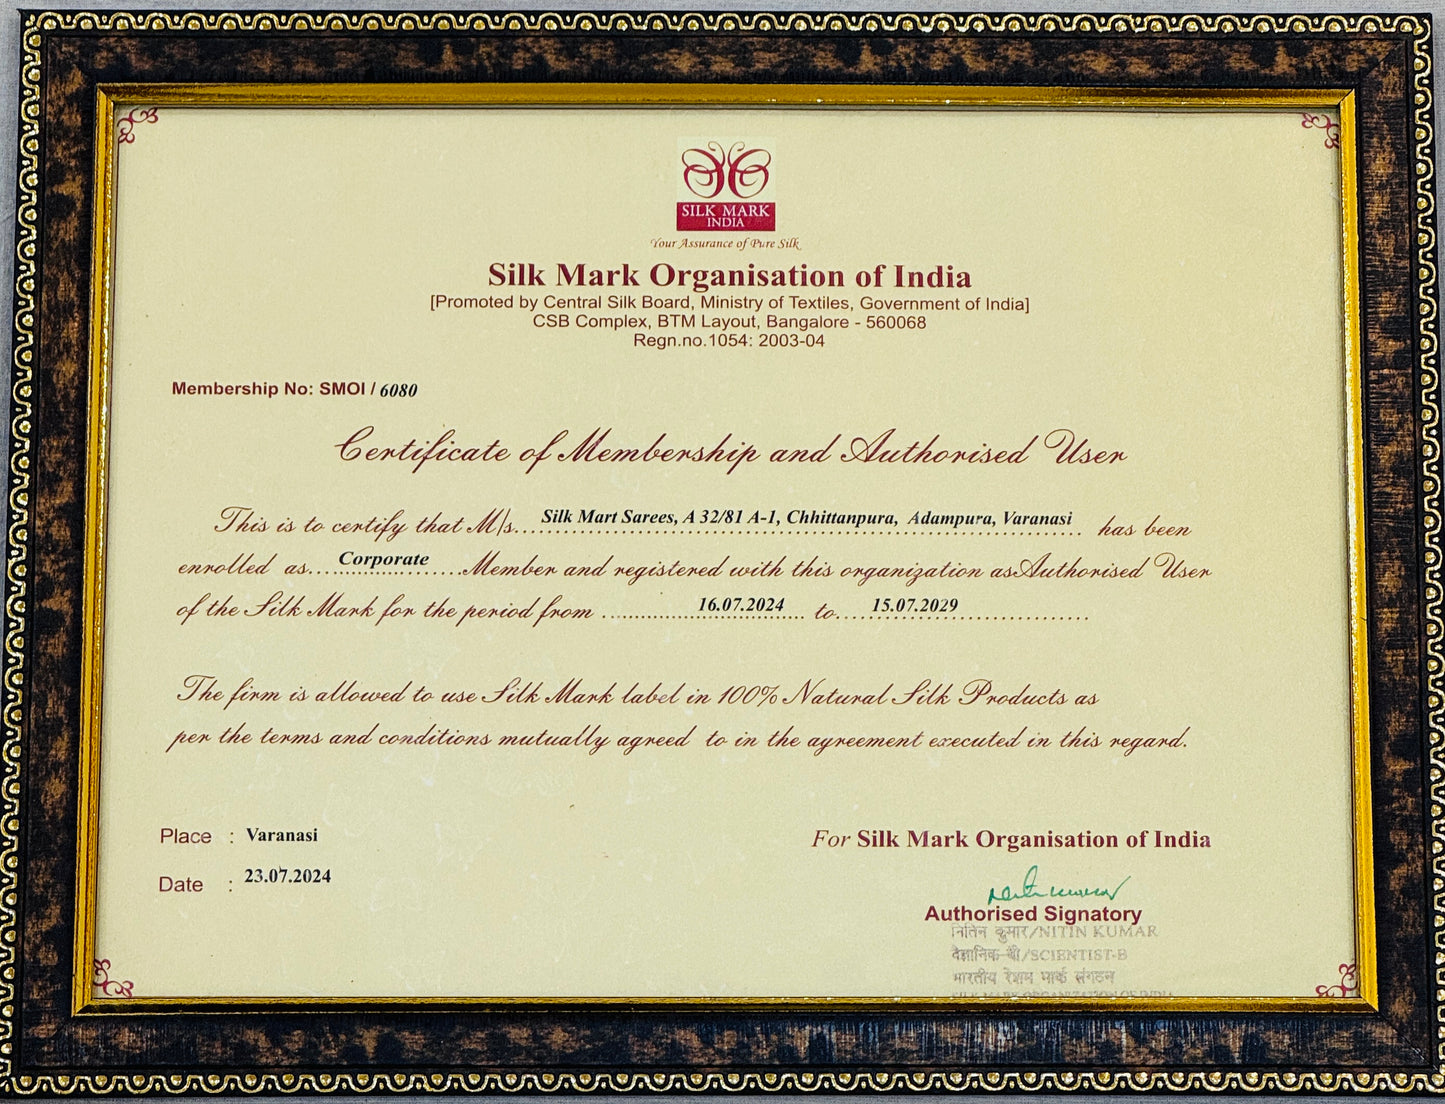 SILK MARK
INDIA
Your Assurance of Pure Silk
Silk Mark Organisation of India
[Promoted by Central Silk Board, Ministry of Textiles, Government of India]
CSB Complex, BTM Layout, Bangalore - 560068
Regn.no.1054: 2003-04
Membership No: SMOI / 6080
Certificate of Membership and Authorised User
This is to certify that M/s. Silk Mart Sarees, A 32/81 A-1, Chhittanpura, Adampura, Varanasi has been
enrolled as Corporate Member and registered with this organization as Authorised User
of the Silk Mark for the period from 16.07.2024 to 15.07.2029
The firm is allowed to use Silk Mark label in 100% Natural Silk Products as
per the terms and conditions mutually agreed to in the agreement executed in this regard.
Place : Varanasi
Date : 23.07.2024
For Silk Mark Organisation of India
Authorised Signatory
नितिन कुमार/NITIN KUMAR
वैज्ञानिक-बी/SCIENTIST-B
भारतीय रेशम मार्क संगठन
SILK MARK ORGANIZATION OF INDIA